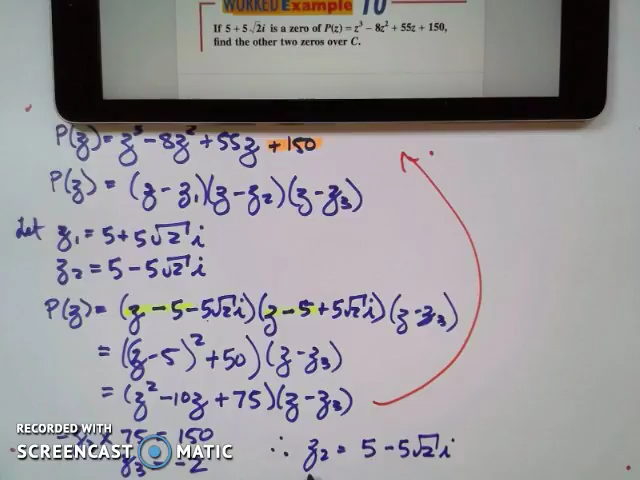 WORKED Example 10
If 5 + 5√2i is a zero of P(z) = z³ − 8z² + 55z + 150,
find the other two zeros over C.
P(z) = z³ − 8z² + 55z + 150
P(z) = (z − z₁)(z − z₂)(z − z₃)
Let z₁ = 5 + 5√2 i
z₂ = 5 − 5√2 i
P(z) = (z − 5 − 5√2 i)(z − 5 + 5√2 i)(z − z₃)
= ((z − 5)² + 50)(z − z₃)
= (z² − 10z + 75)(z − z₃)
RECORDED WITH
SCREENCAST MATIC
− z₃ × 75 = 150
z₃ = −2
∴ z₂ = 5 − 5√2 i